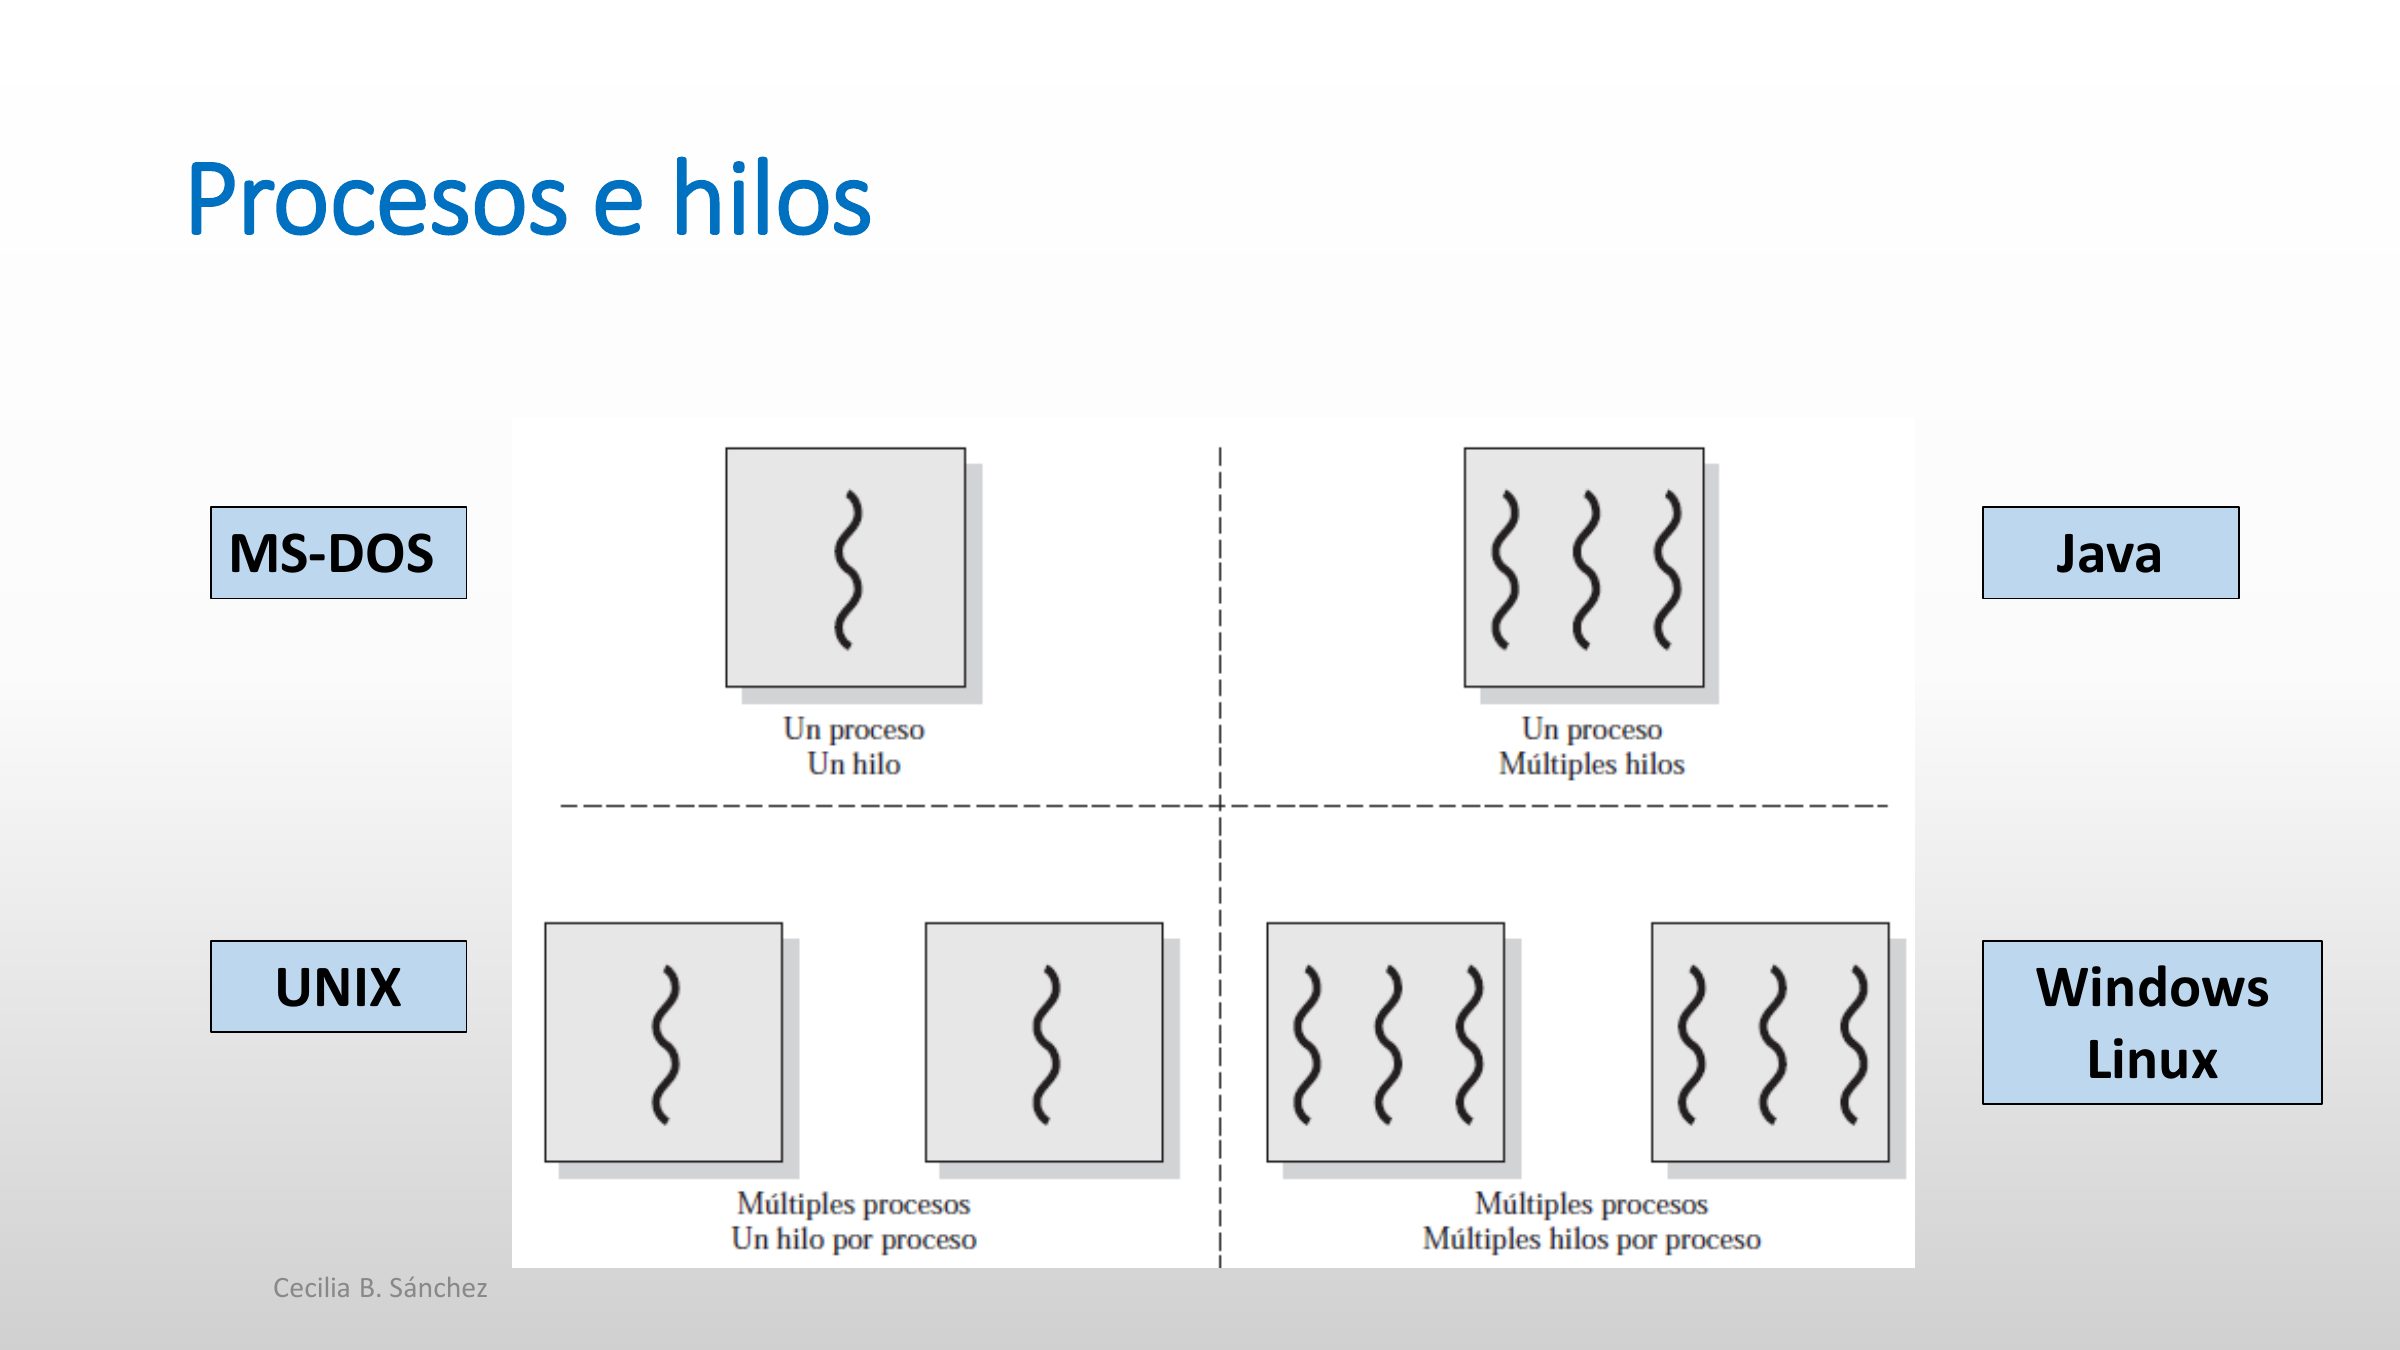 Procesos e hilos
MS-DOS
Java
Un proceso
Un hilo
Un proceso
Múltiples hilos
UNIX
Windows
Linux
Múltiples procesos
Un hilo por proceso
Múltiples procesos
Múltiples hilos por proceso
Cecilia B. Sánchez